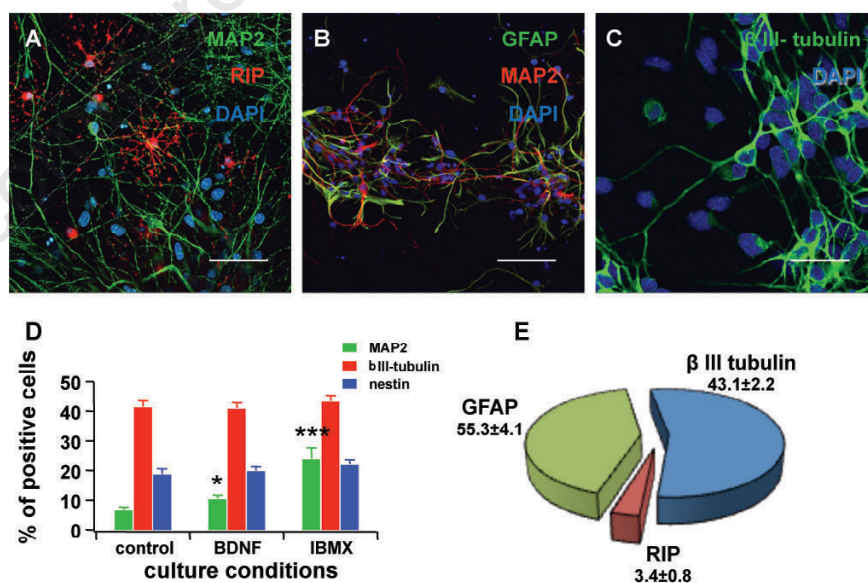 A
MAP2
RIP
DAPI
B
GFAP
MAP2
DAPI
C
β III- tubulin
DAPI
D
MAP2
bIII-tubulin
nestin
% of positive cells
50
40
30
20
10
0
*
***
control BDNF IBMX
culture conditions
E
β III tubulin
43.1±2.2
GFAP
55.3±4.1
RIP
3.4±0.8